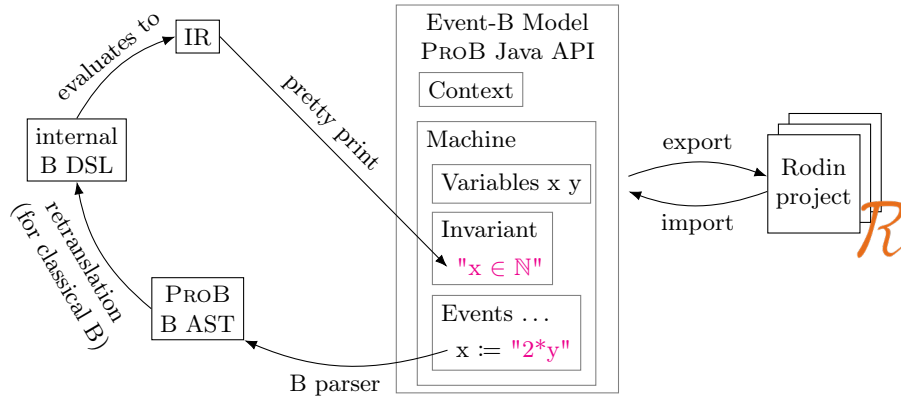 evaluates to
IR
internal
B DSL
retranslation
(for classical B)
PROB
B AST
pretty print
B parser
Event-B Model
PROB Java API
Context
Machine
Variables x y
Invariant
"x ∈ ℕ"
Events ...
x := "2*y"
export
import
Rodin
project
R